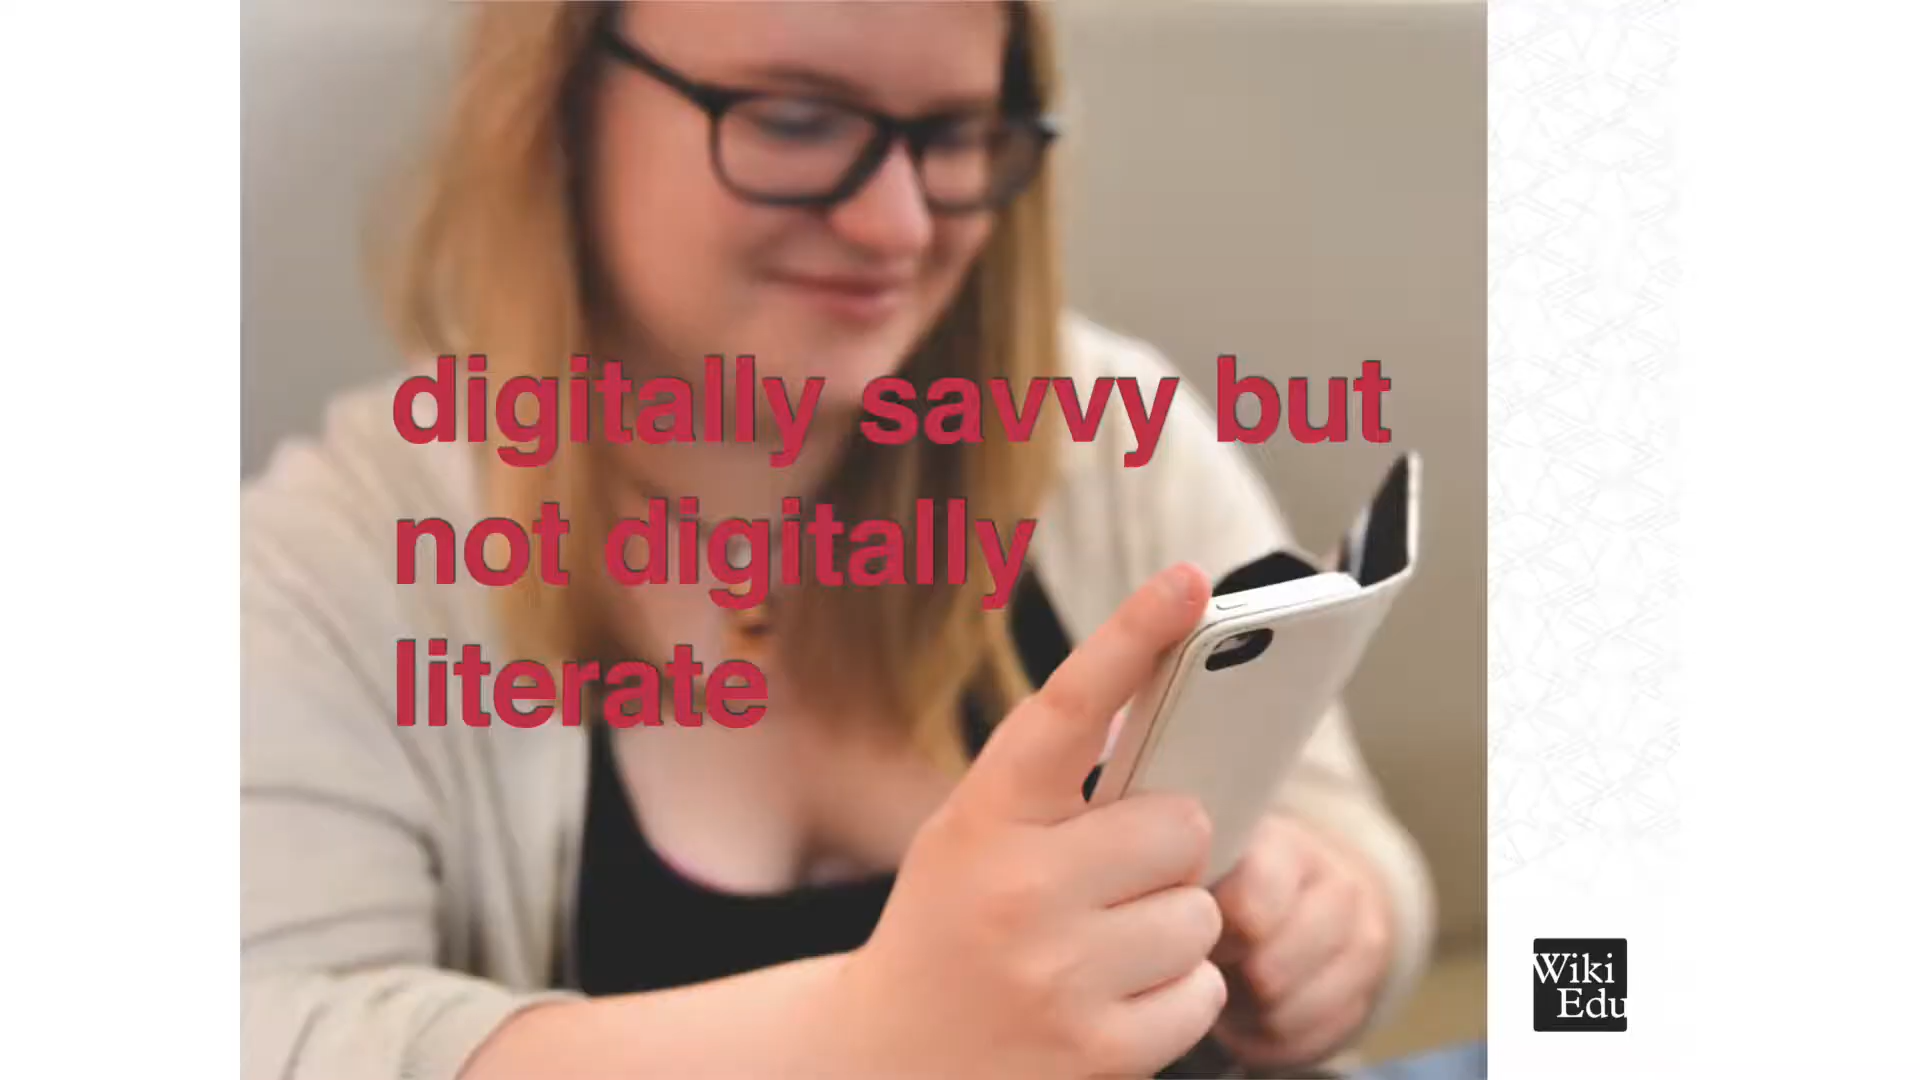 digitally savvy but
not digitally
literate
Wiki
Edu